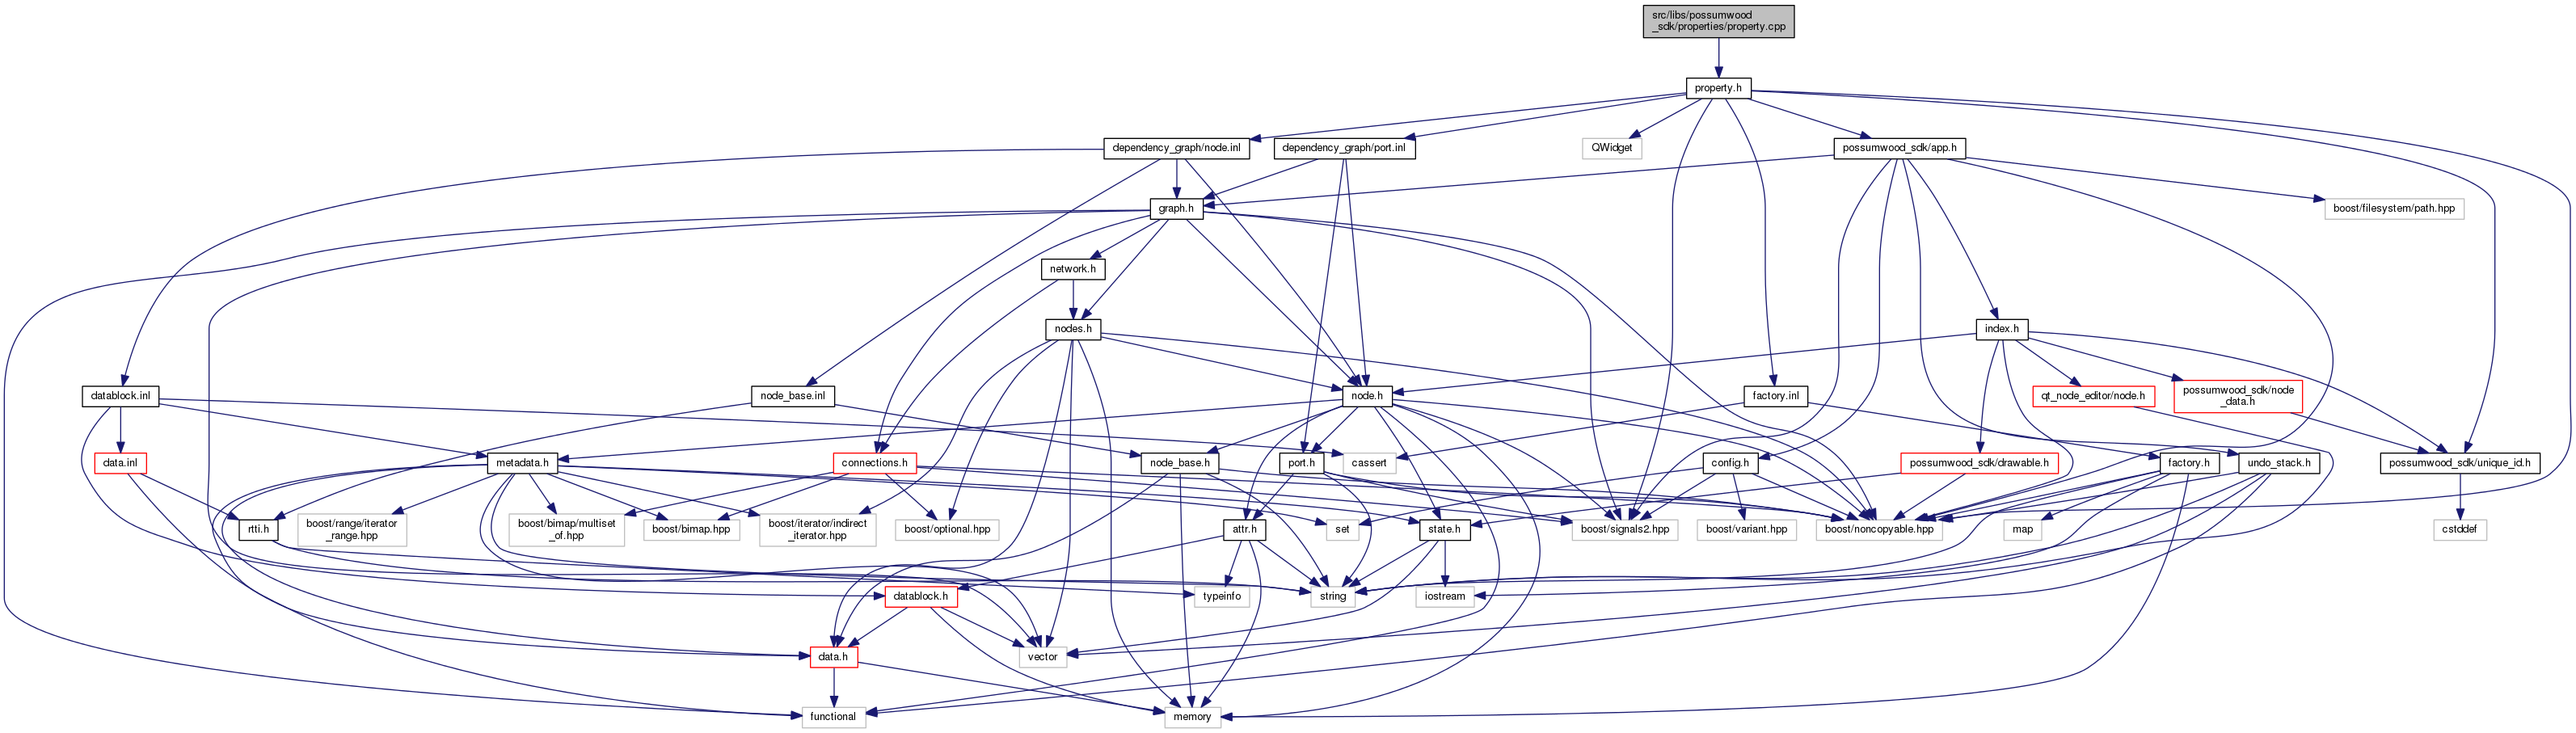 src/libs/possumwood
_sdk/properties/property.cpp
property.h
dependency_graph/node.inl
dependency_graph/port.inl
QWidget
possumwood_sdk/app.h
graph.h
boost/filesystem/path.hpp
network.h
nodes.h
index.h
datablock.inl
node_base.inl
node.h
factory.inl
qt_node_editor/node.h
possumwood_sdk/node
_data.h
data.inl
metadata.h
connections.h
node_base.h
port.h
cassert
config.h
possumwood_sdk/drawable.h
factory.h
undo_stack.h
possumwood_sdk/unique_id.h
rtti.h
boost/range/iterator
_range.hpp
boost/bimap/multiset
_of.hpp
boost/bimap.hpp
boost/iterator/indirect
_iterator.hpp
boost/optional.hpp
attr.h
set
state.h
boost/signals2.hpp
boost/variant.hpp
boost/noncopyable.hpp
map
cstddef
datablock.h
typeinfo
string
iostream
data.h
vector
functional
memory